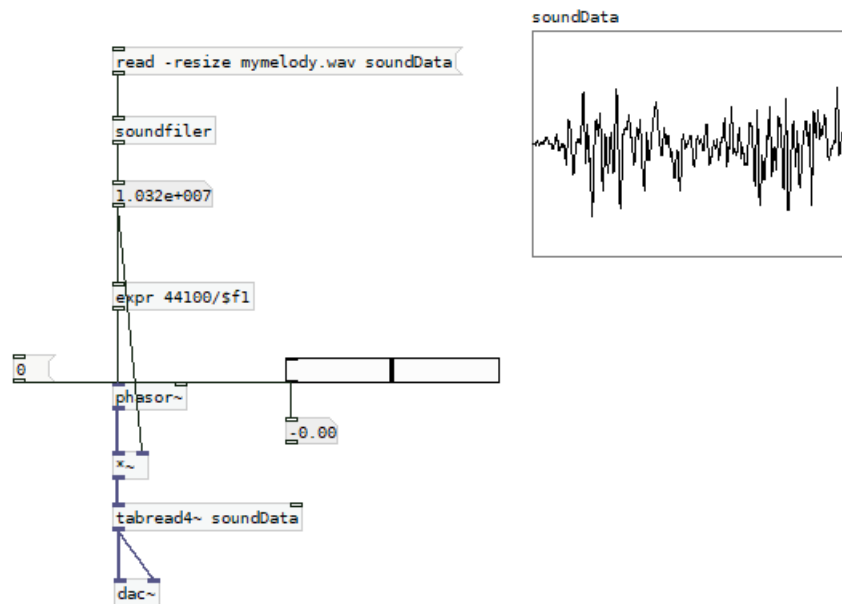 soundData
read -resize mymelody.wav soundData
soundfiler
1.032e+007
expr 44100/$f1
0
phasor~
-0.00
*~
tabread4~ soundData
dac~